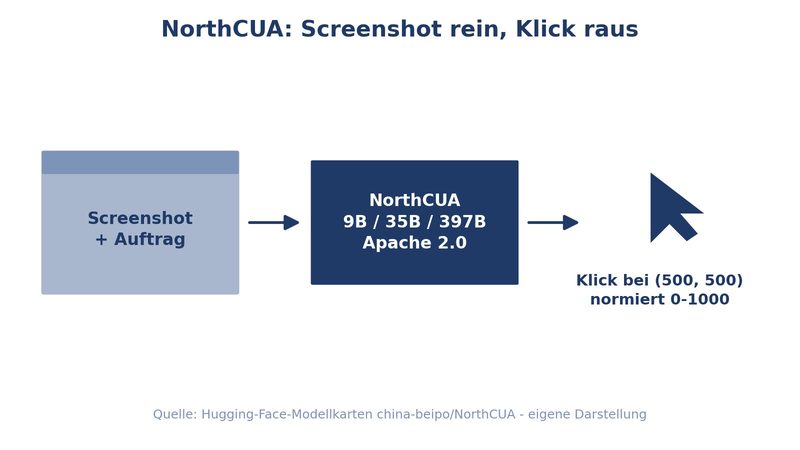 NorthCUA: Screenshot rein, Klick raus
Screenshot
+ Auftrag
NorthCUA
9B / 35B / 397B
Apache 2.0
Klick bei (500, 500)
normiert 0-1000
Quelle: Hugging-Face-Modellkarten china-beipo/NorthCUA - eigene Darstellung